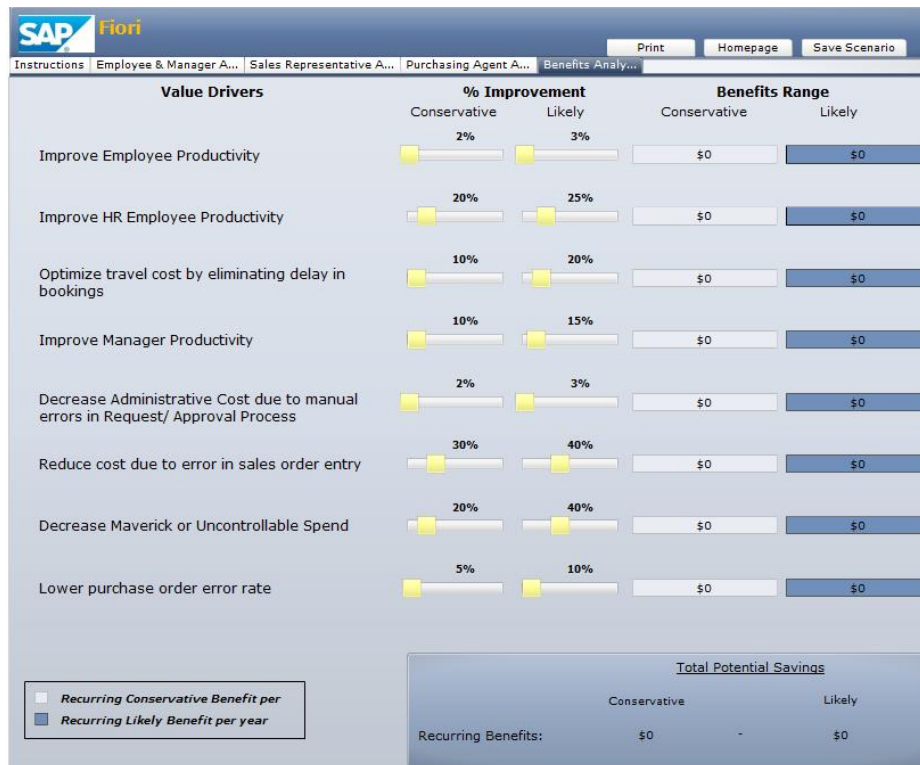 SAP Fiori
Print Homepage Save Scenario
Instructions Employee & Manager A... Sales Representative A... Purchasing Agent A... Benefits Analy...
Value Drivers % Improvement Benefits Range
Conservative Likely Conservative Likely
2% 3%
Improve Employee Productivity $0 $0
20% 25%
Improve HR Employee Productivity $0 $0
10% 20%
Optimize travel cost by eliminating delay in
bookings $0 $0
10% 15%
Improve Manager Productivity $0 $0
2% 3%
Decrease Administrative Cost due to manual
errors in Request/ Approval Process $0 $0
30% 40%
Reduce cost due to error in sales order entry $0 $0
20% 40%
Decrease Maverick or Uncontrollable Spend $0 $0
5% 10%
Lower purchase order error rate $0 $0
Total Potential Savings
Recurring Conservative Benefit per
Conservative Likely
Recurring Likely Benefit per year
Recurring Benefits: $0 - $0